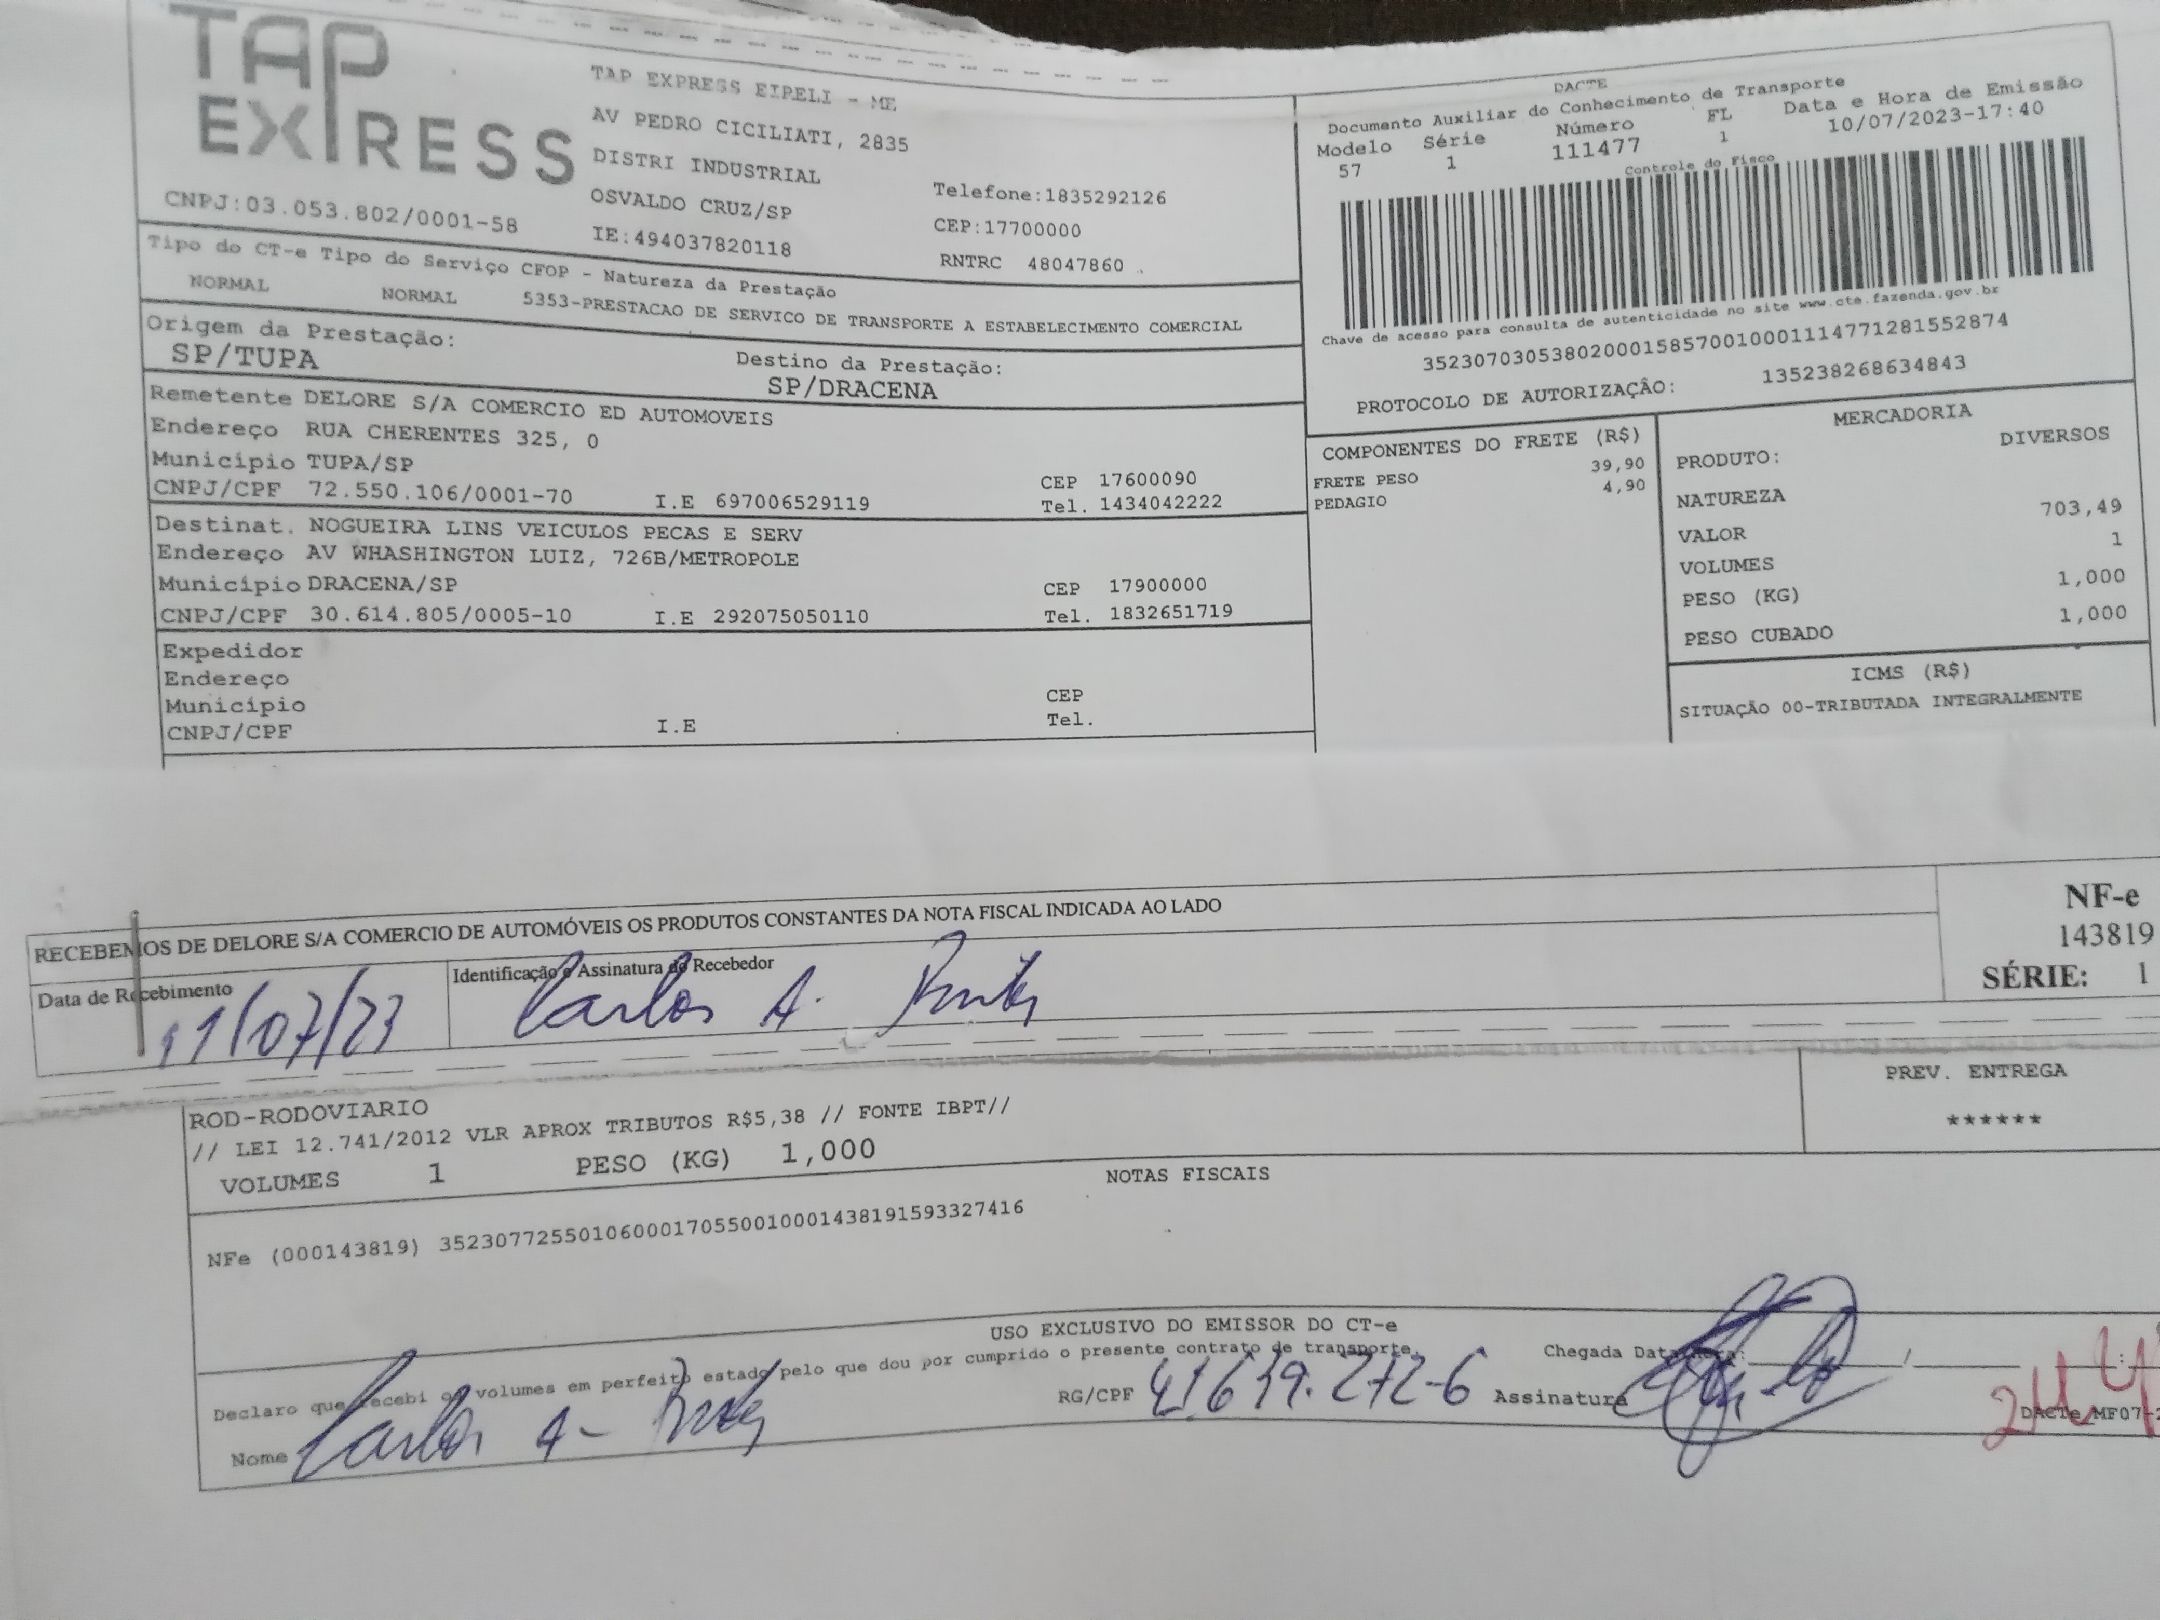 TAP EXPRESS
TAP EXPRESS EIRELI - ME
AV PEDRO CICILIATI, 2835
DISTRI INDUSTRIAL
OSVALDO CRUZ/SP
Telefone:1835292126
CNPJ:03.053.802/0001-58
IE:494037820118
CEP:17700000
RNTRC 48047860
Tipo do CT-e Tipo do Serviço CFOP - Natureza da Prestação
NORMAL NORMAL 5353-PRESTACAO DE SERVICO DE TRANSPORTE A ESTABELECIMENTO COMERCIAL
Origem da Prestação:
SP/TUPA
Destino da Prestação:
SP/DRACENA
Remetente DELORE S/A COMERCIO ED AUTOMOVEIS
Endereço RUA CHERENTES 325, 0
Município TUPA/SP CEP 17600090
CNPJ/CPF 72.550.106/0001-70 I.E 697006529119 Tel. 1434042222
Destinat. NOGUEIRA LINS VEICULOS PECAS E SERV
Endereço AV WHASHINGTON LUIZ, 726B/METROPOLE
Município DRACENA/SP CEP 17900000
CNPJ/CPF 30.614.805/0005-10 I.E 292075050110 Tel. 1832651719
Expedidor
Endereço
Município CEP
CNPJ/CPF I.E Tel.
DACTE
Documento Auxiliar do Conhecimento de Transporte
Modelo Série Número FL Data e Hora de Emissão
57 1 111477 1 10/07/2023-17:40
Controle do Fisco
Chave de acesso para consulta de autenticidade no site www.cte.fazenda.gov.br
35230703053802000158570010001114771281552874
PROTOCOLO DE AUTORIZAÇÃO: 135238268634843
COMPONENTES DO FRETE (R$)
FRETE PESO 39,90
PEDAGIO 4,90
MERCADORIA
PRODUTO: DIVERSOS
NATUREZA
VALOR 703,49
VOLUMES 1
PESO (KG) 1,000
PESO CUBADO 1,000
ICMS (R$)
SITUAÇÃO 00-TRIBUTADA INTEGRALMENTE
RECEBEMOS DE DELORE S/A COMERCIO DE AUTOMÓVEIS OS PRODUTOS CONSTANTES DA NOTA FISCAL INDICADA AO LADO
Data de Recebimento
11/07/23
Identificação e Assinatura do Recebedor
Carlos A.
NF-e
143819
SÉRIE: 1
ROD-RODOVIARIO
// LEI 12.741/2012 VLR APROX TRIBUTOS R$5,38 // FONTE IBPT//
VOLUMES 1 PESO (KG) 1,000
PREV. ENTREGA
******
NOTAS FISCAIS
NFe (000143819) 35230772550106000170550010001438191593327416
USO EXCLUSIVO DO EMISSOR DO CT-e
Declaro que recebi os volumes em perfeito estado pelo que dou por cumprido o presente contrato de transporte.
Chegada Data/Hora: / :
Nome Carlos A- RG/CPF 41.639.272-6 Assinatura
DACTe_MF07-2